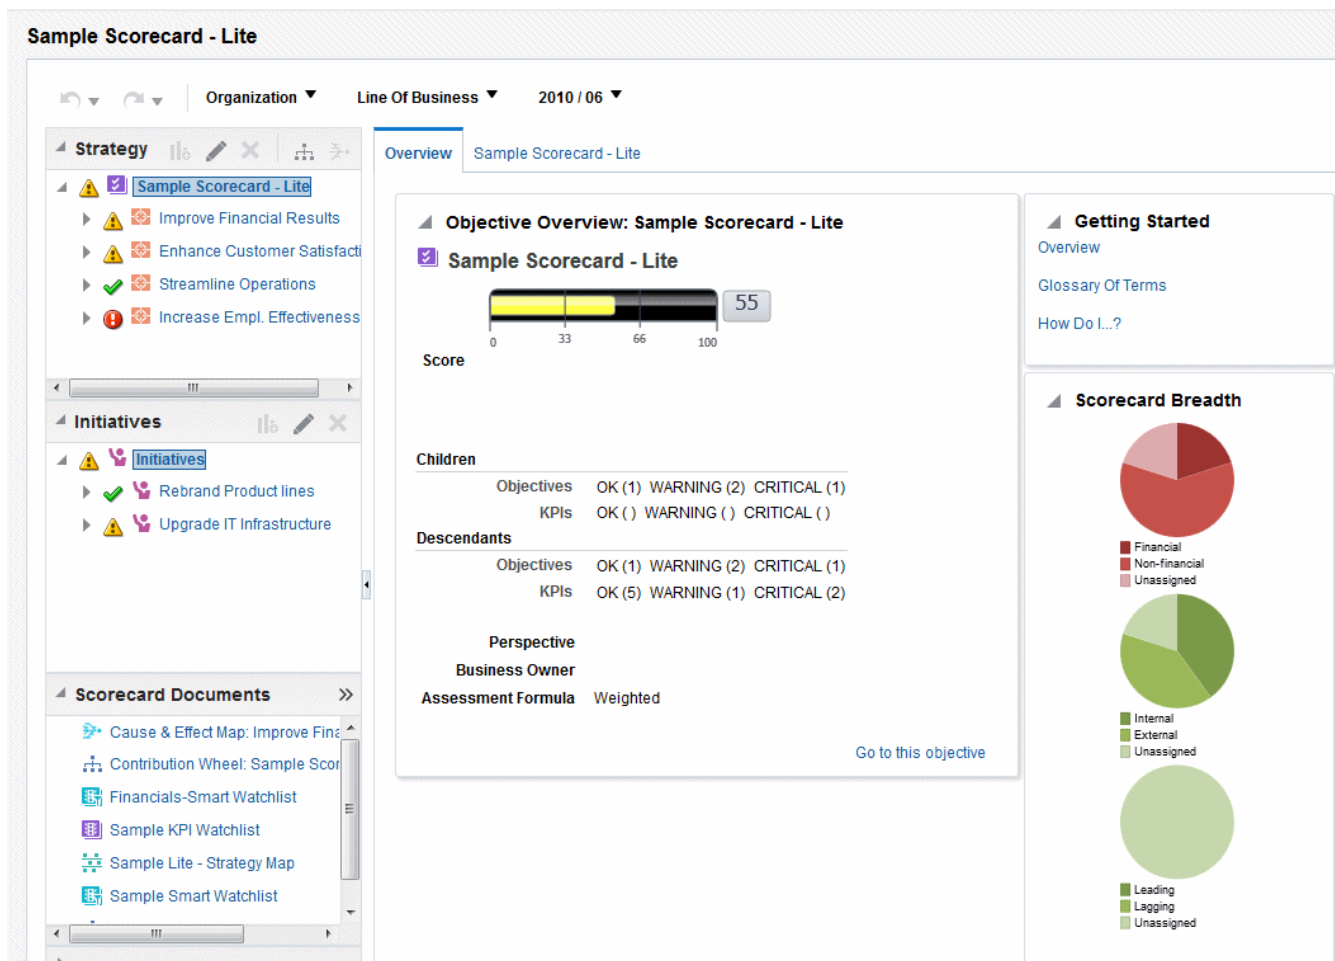 Sample Scorecard - Lite
Organization
Line Of Business
2010 / 06
Strategy
Sample Scorecard - Lite
Improve Financial Results
Enhance Customer Satisfacti
Streamline Operations
Increase Empl. Effectiveness
Initiatives
Initiatives
Rebrand Product lines
Upgrade IT Infrastructure
Scorecard Documents
Cause & Effect Map: Improve Fina
Contribution Wheel: Sample Scor
Financials-Smart Watchlist
Sample KPI Watchlist
Sample Lite - Strategy Map
Sample Smart Watchlist
Overview
Sample Scorecard - Lite
Objective Overview: Sample Scorecard - Lite
Sample Scorecard - Lite
55
0 33 66 100
Score
Children
Objectives OK (1) WARNING (2) CRITICAL (1)
KPIs OK ( ) WARNING ( ) CRITICAL ( )
Descendants
Objectives OK (1) WARNING (2) CRITICAL (1)
KPIs OK (5) WARNING (1) CRITICAL (2)
Perspective
Business Owner
Assessment Formula Weighted
Go to this objective
Getting Started
Overview
Glossary Of Terms
How Do I...?
Scorecard Breadth
Financial
Non-financial
Unassigned
Internal
External
Unassigned
Leading
Lagging
Unassigned